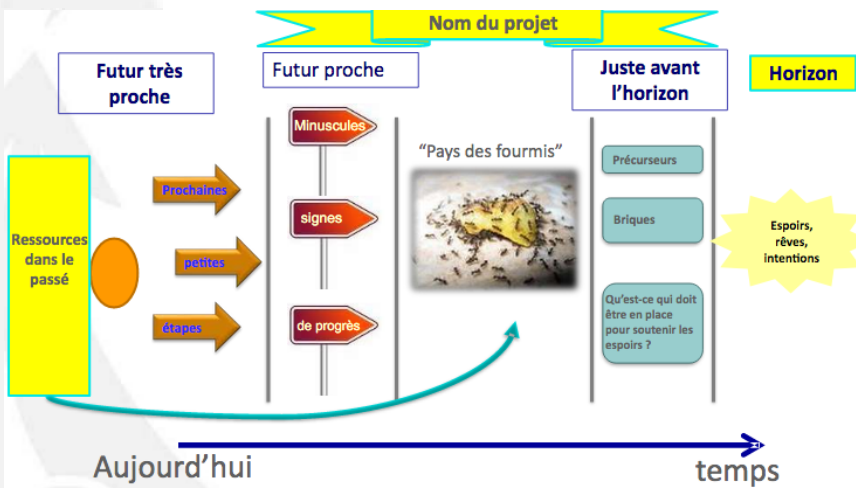 Nom du projet
Futur très
proche
Futur proche
Juste avant
l'horizon
Horizon
Ressources
dans le
passé
Prochaines
petites
étapes
Minuscules
signes
de progrès
“Pays des fourmis”
Précurseurs
Briques
Qu'est-ce qui doit
être en place
pour soutenir les
espoirs ?
Espoirs,
rêves,
intentions
Aujourd'hui
temps